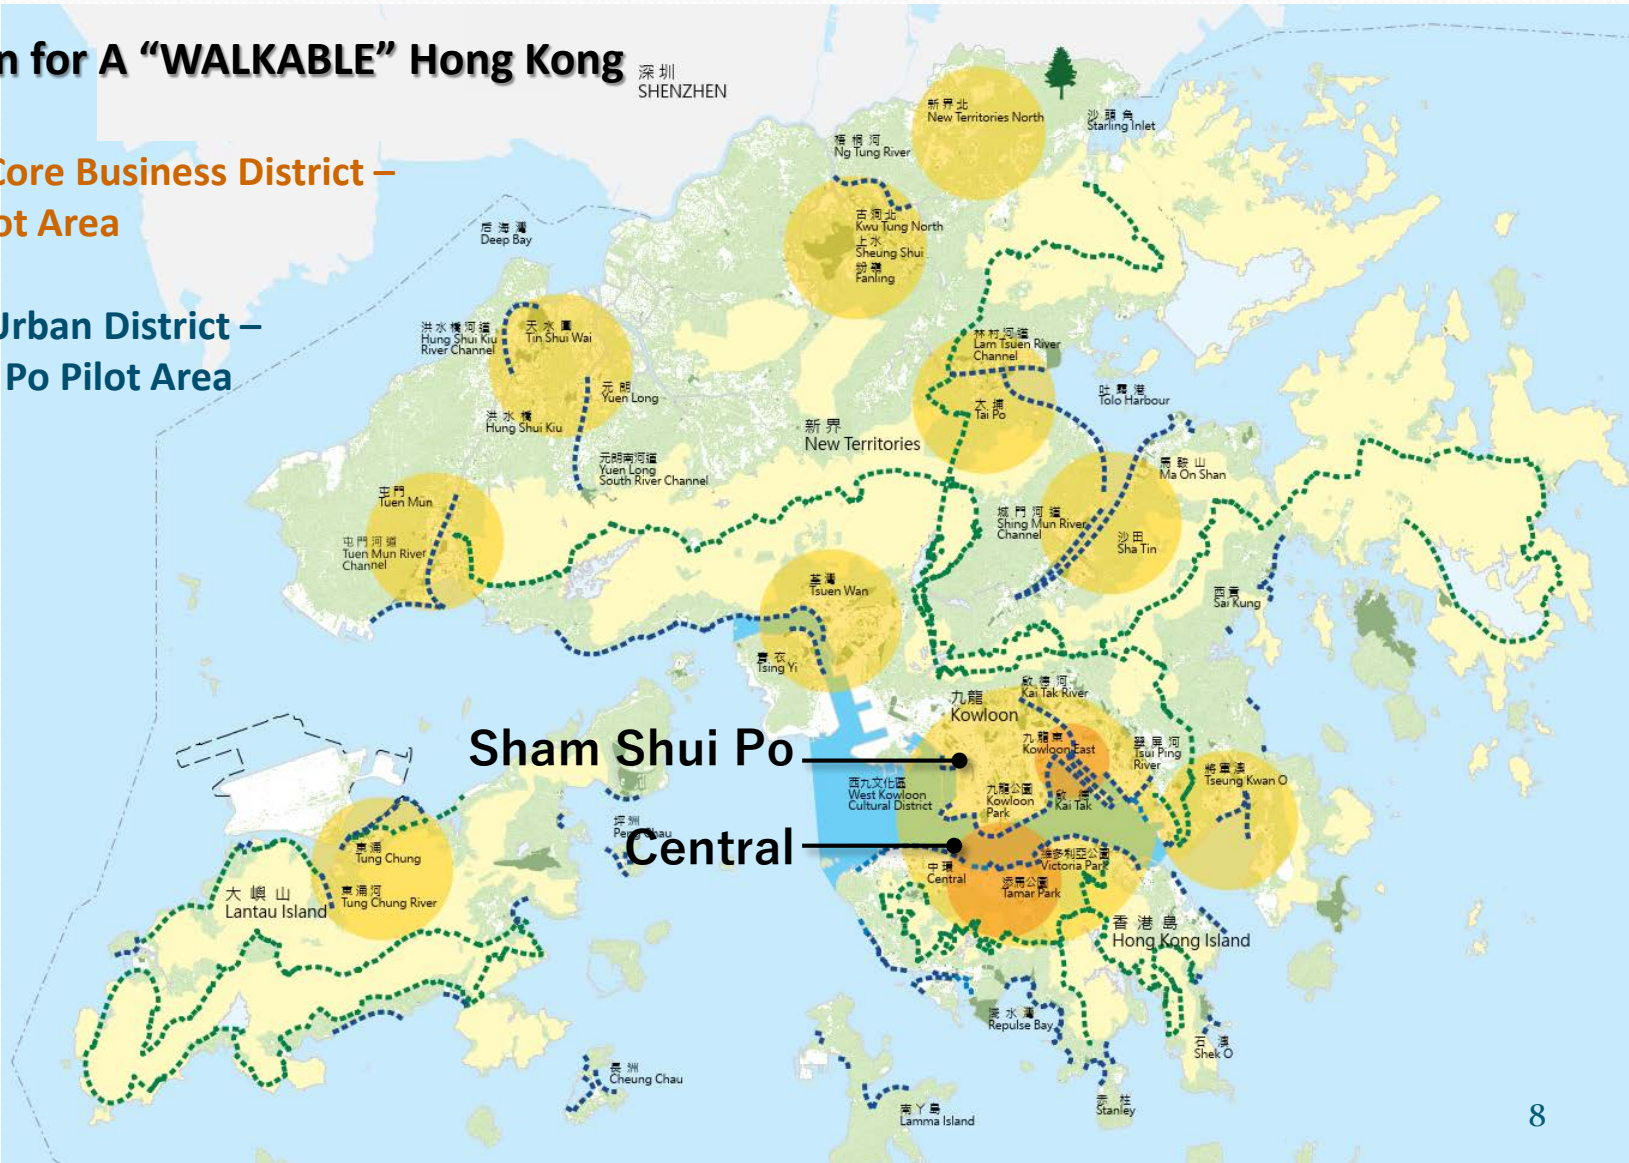 n for A “WALKABLE” Hong Kong
Core Business District –
ot Area
Urban District –
Po Pilot Area
深圳
SHENZHEN
新界北
New Territories North
沙頭角
Starling Inlet
梧桐河
Ng Tung River
古洞北
Kwu Tung North
上水
Sheung Shui
粉嶺
Fanling
后海灣
Deep Bay
洪水橋河道
Hung Shui Kiu
River Channel
天水圍
Tin Shui Wai
元朗
Yuen Long
洪水橋
Hung Shui Kiu
元朗南河道
Yuen Long
South River Channel
新界
New Territories
林村河道
Lam Tsuen River
Channel
大埔
Tai Po
吐露港
Tolo Harbour
馬鞍山
Ma On Shan
城門河道
Shing Mun River
Channel
沙田
Sha Tin
屯門
Tuen Mun
屯門河道
Tuen Mun River
Channel
荃灣
Tsuen Wan
青衣
Tsing Yi
西貢
Sai Kung
九龍
Kowloon
啟德河
Kai Tak River
九龍東
Kowloon East
翠屏河
Tsui Ping
River
將軍澳
Tseung Kwan O
Sham Shui Po
西九文化區
West Kowloon
Cultural District
九龍公園
Kowloon
Park
啟德
Kai Tak
坪洲
Peng Chau
Central
中環
Central
維多利亞公園
Victoria Park
添馬公園
Tamar Park
東涌
Tung Chung
東涌河
Tung Chung River
大嶼山
Lantau Island
香港島
Hong Kong Island
淺水灣
Repulse Bay
石澳
Shek O
長洲
Cheung Chau
南丫島
Lamma Island
赤柱
Stanley
8